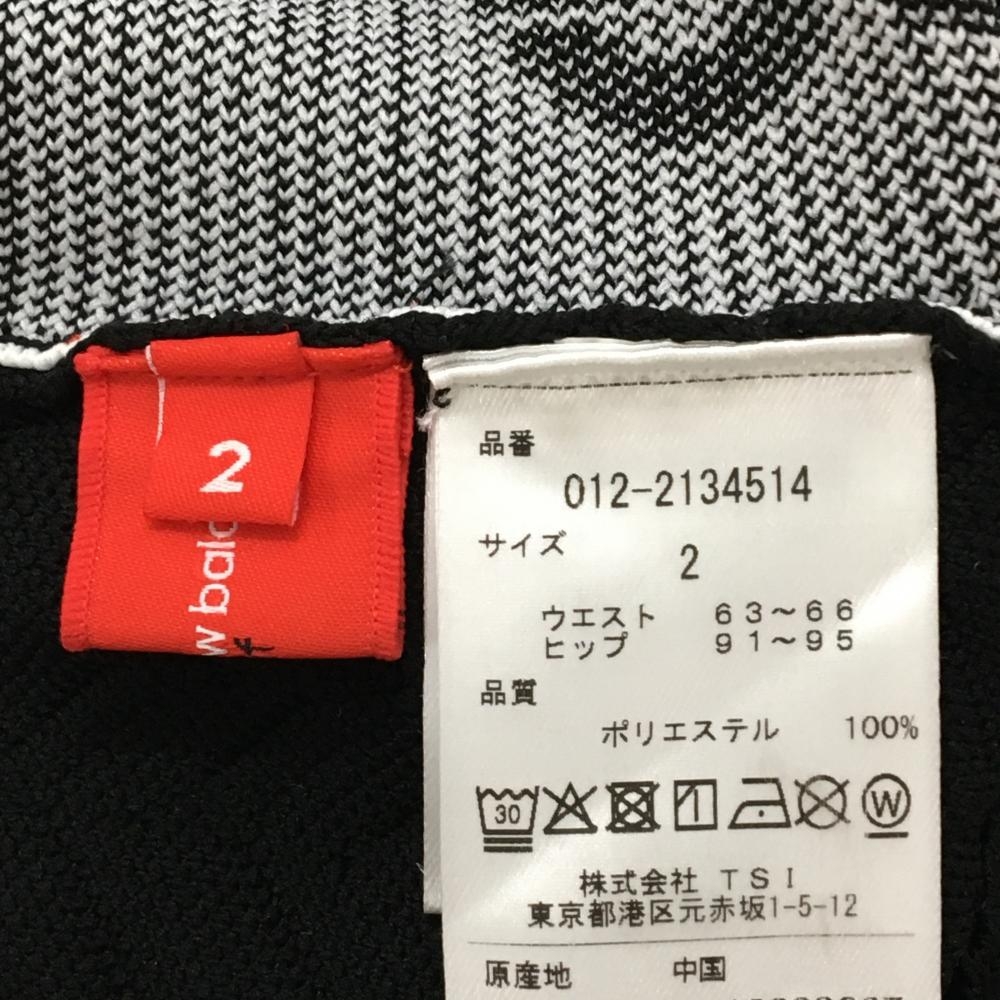 2
w bala
品番
012-2134514
サイズ
2
ウエスト 63～66
ヒップ 91～95
品質
ポリエステル 100%
30
W
株式会社 TSI
東京都港区元赤坂1-5-12
原産地 中国